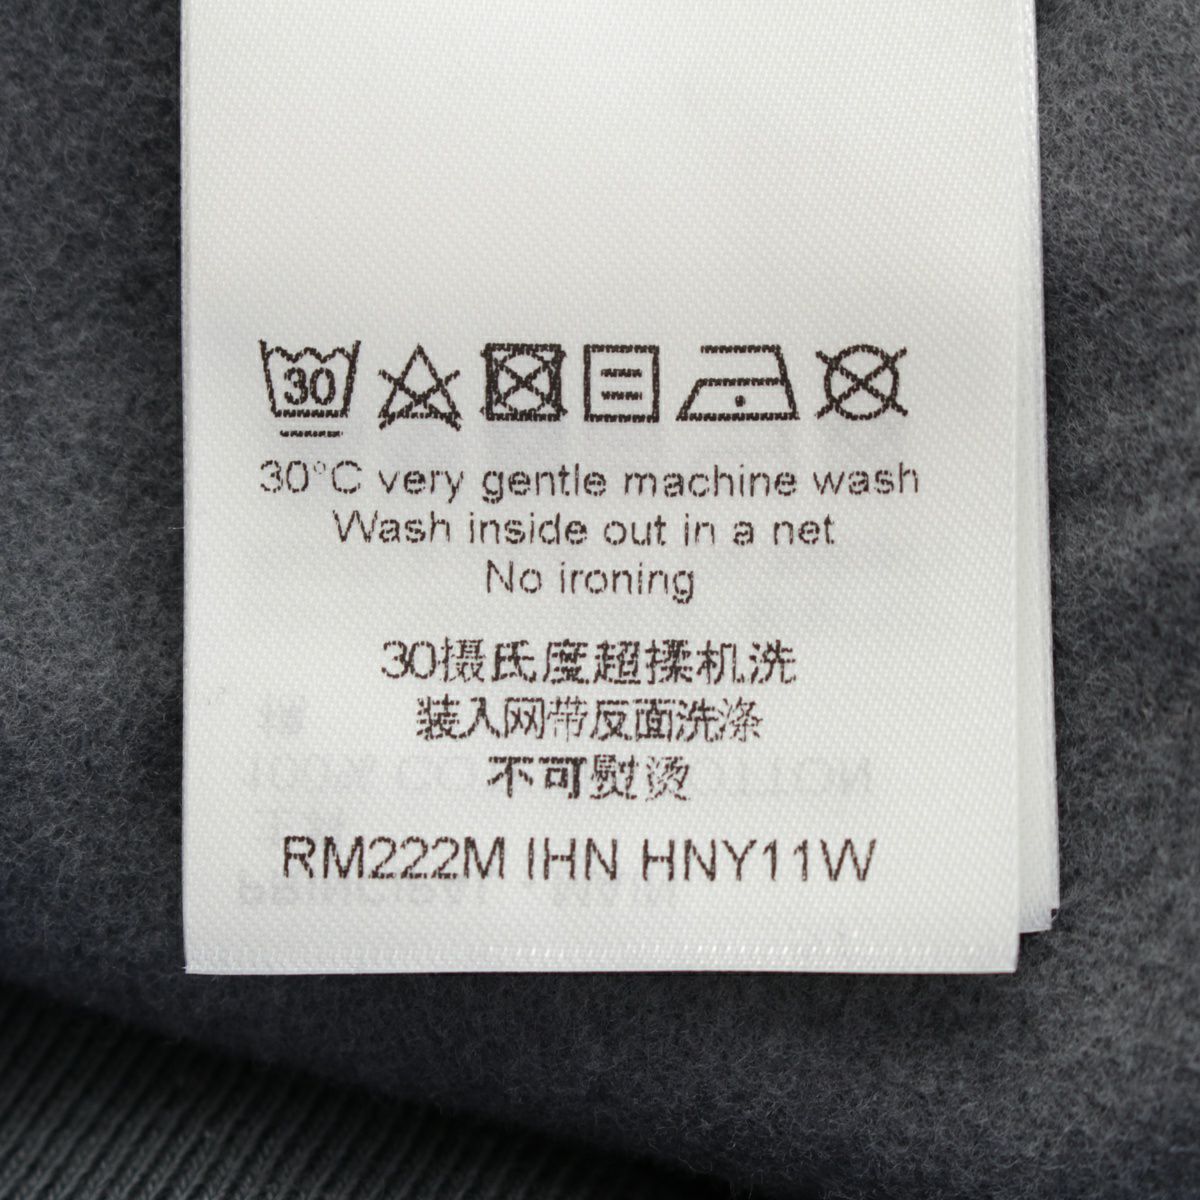 30
30°C very gentle machine wash
Wash inside out in a net
No ironing
30摄氏度超揉机洗
装入网带反面洗涤
不可熨烫
RM222M IHN HNY11W